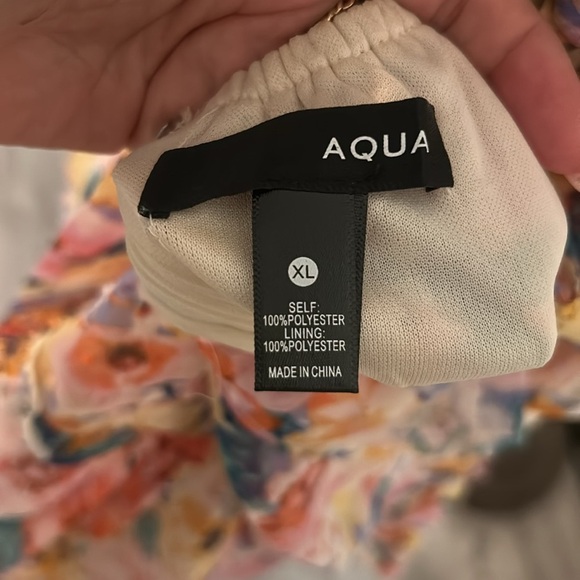 AQUA
XL
SELF:
100%POLYESTER
LINING:
100%POLYESTER
MADE IN CHINA